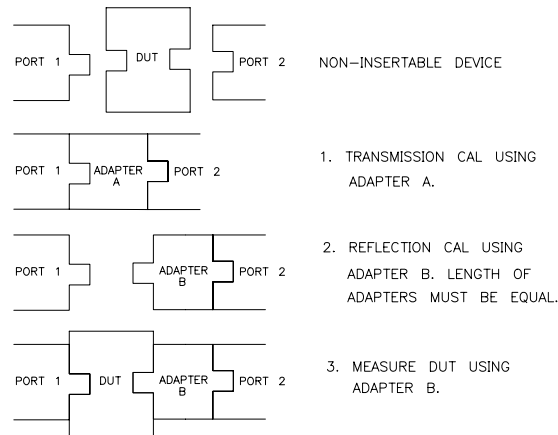 PORT 1 DUT PORT 2 NON-INSERTABLE DEVICE
PORT 1 ADAPTER A PORT 2
1. TRANSMISSION CAL USING
ADAPTER A.
PORT 1 ADAPTER B PORT 2
2. REFLECTION CAL USING
ADAPTER B. LENGTH OF
ADAPTERS MUST BE EQUAL.
PORT 1 DUT ADAPTER B PORT 2
3. MEASURE DUT USING
ADAPTER B.